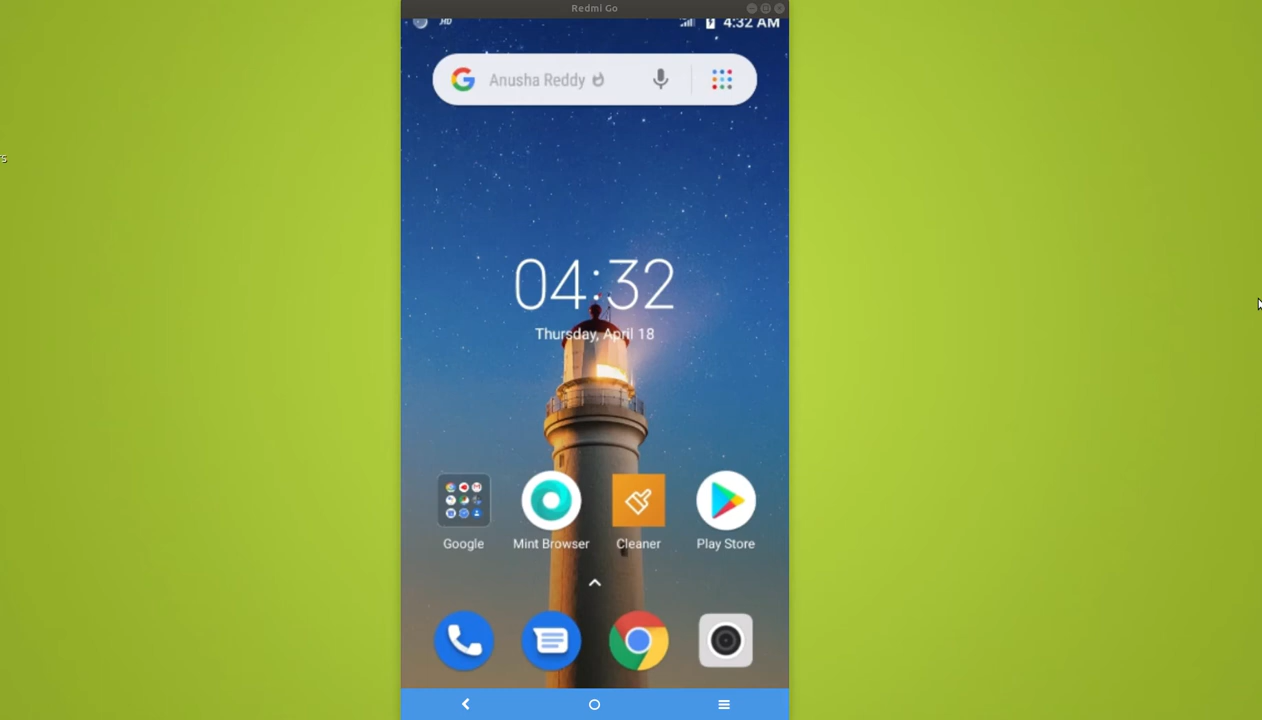 Redmi Go
4:32 AM
Anusha Reddy
04:32
Thursday, April 18
Google
Mint Browser
Cleaner
Play Store